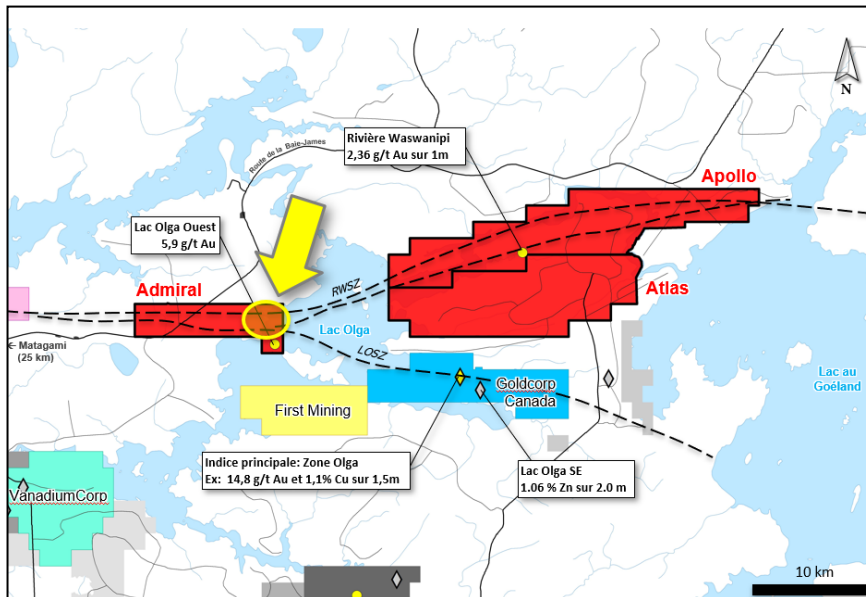 N
Route de la Baie-James
Rivière Waswanipi
2,36 g/t Au sur 1m
Apollo
Lac Olga Ouest
5,9 g/t Au
Admiral
RWSZ
Atlas
Lac Olga
← Matagami
(25 km)
LOSZ
Lac au
Goéland
Goldcorp
Canada
First Mining
Indice principale: Zone Olga
Ex:  14,8 g/t Au et 1,1% Cu sur 1,5m
Lac Olga SE
1.06 % Zn sur 2.0 m
VanadiumCorp
10 km